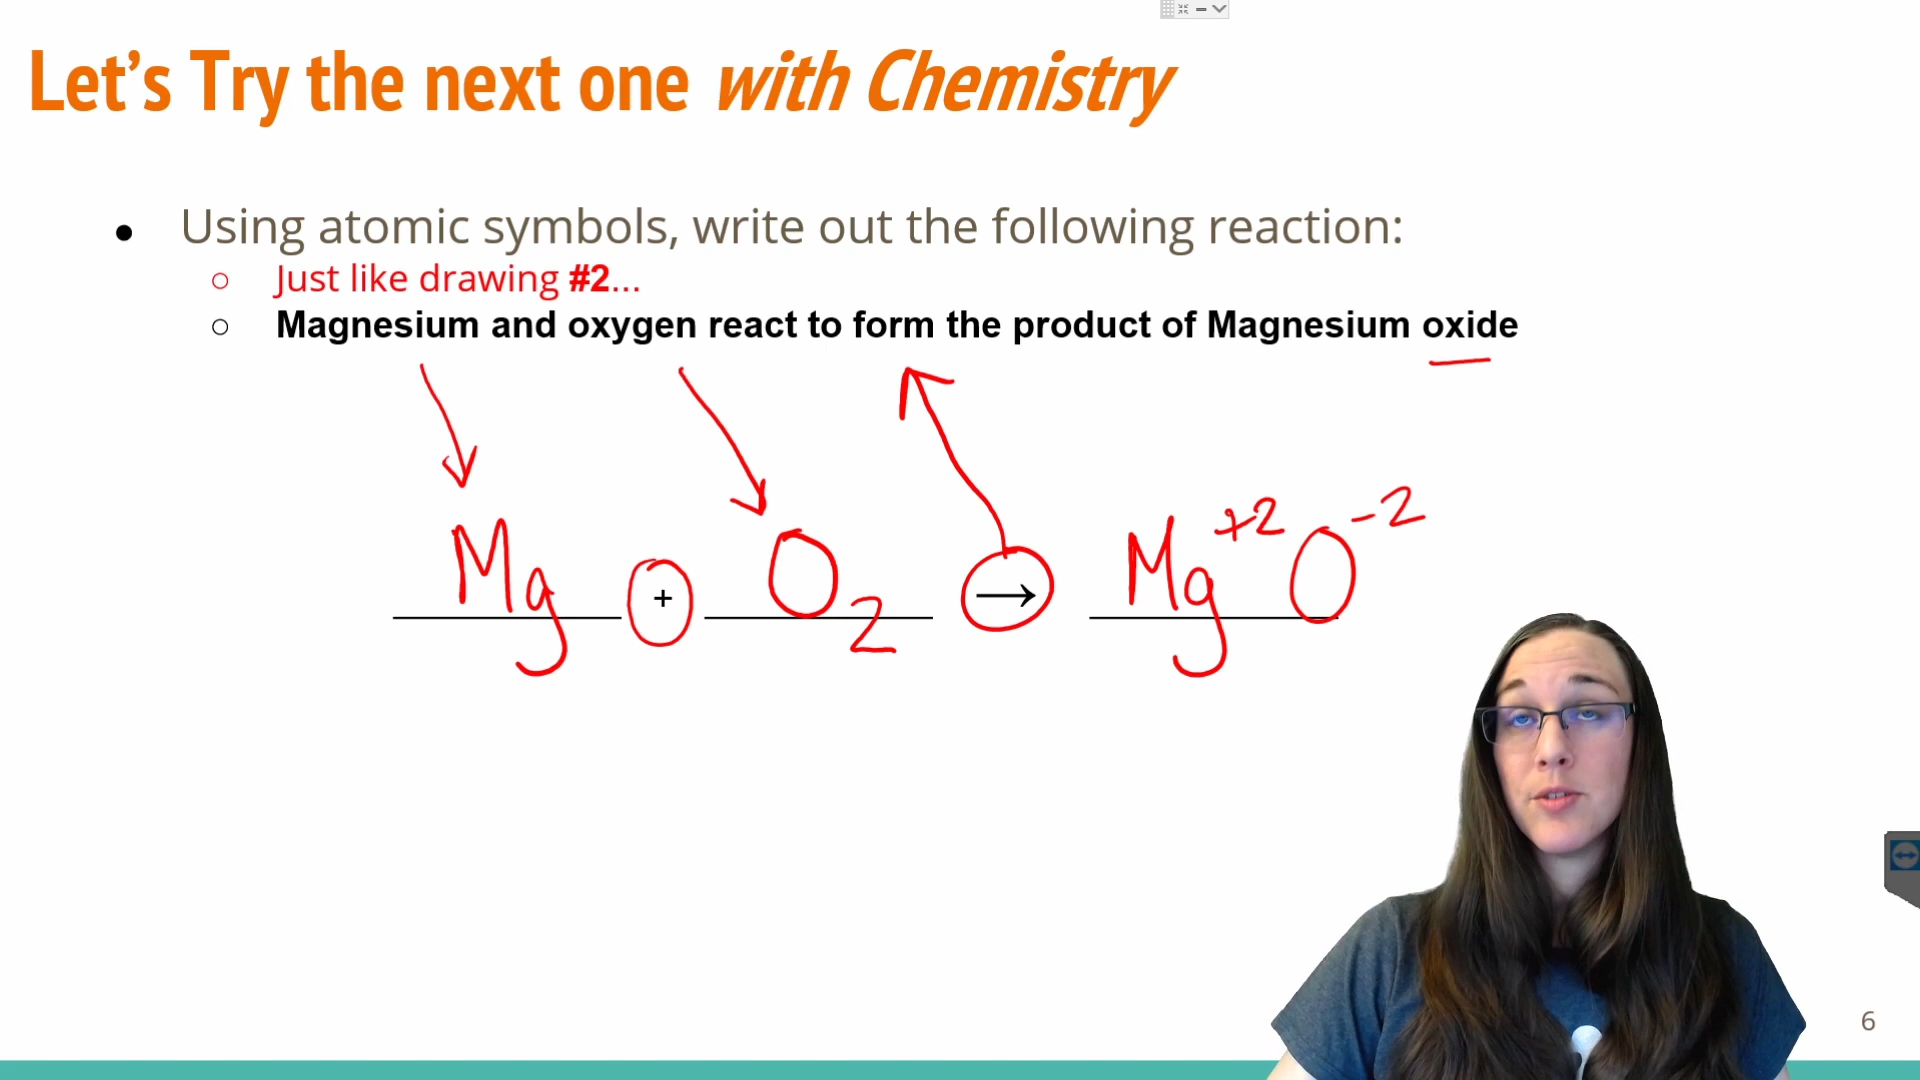 Let's Try the next one with Chemistry
● Using atomic symbols, write out the following reaction:
○ Just like drawing #2...
○ Magnesium and oxygen react to form the product of Magnesium oxide
Mg + O₂ → Mg⁺²O⁻²
6